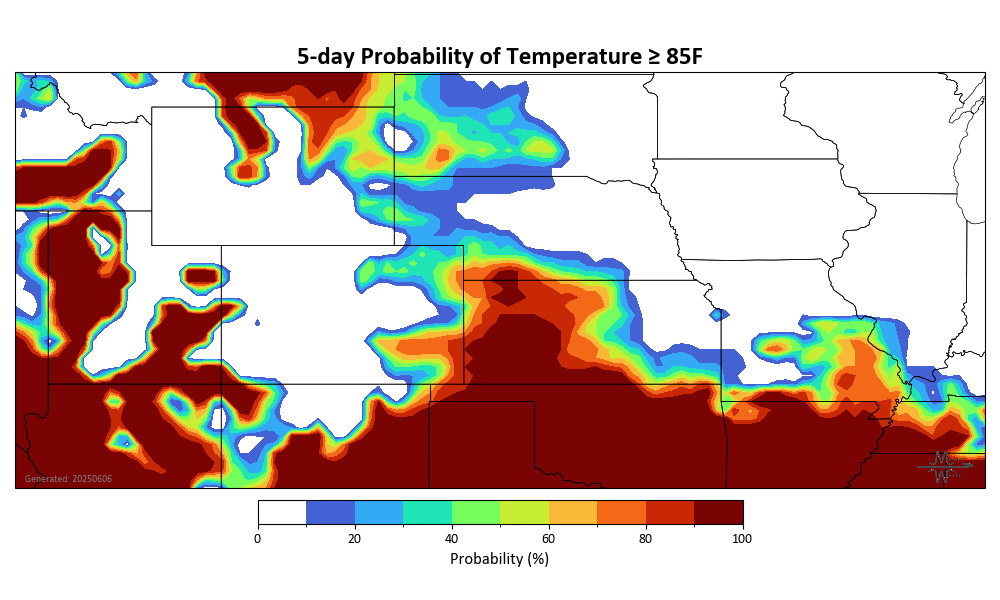 5-day Probability of Temperature ≥ 85F
Generated: 20250606
0 20 40 60 80 100
Probability (%)